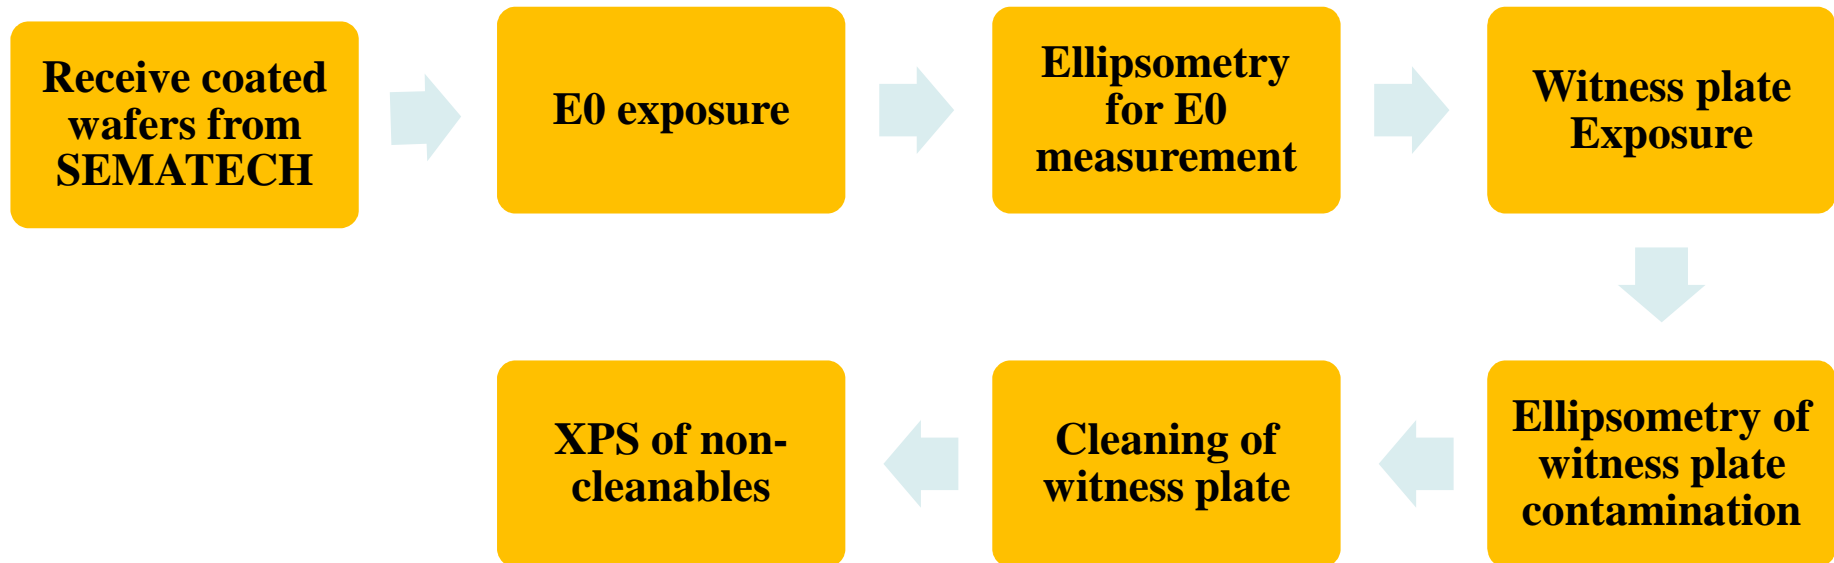 Receive coated
wafers from
SEMATECH
E0 exposure
Ellipsometry
for E0
measurement
Witness plate
Exposure
Ellipsometry of
witness plate
contamination
Cleaning of
witness plate
XPS of non-
cleanables